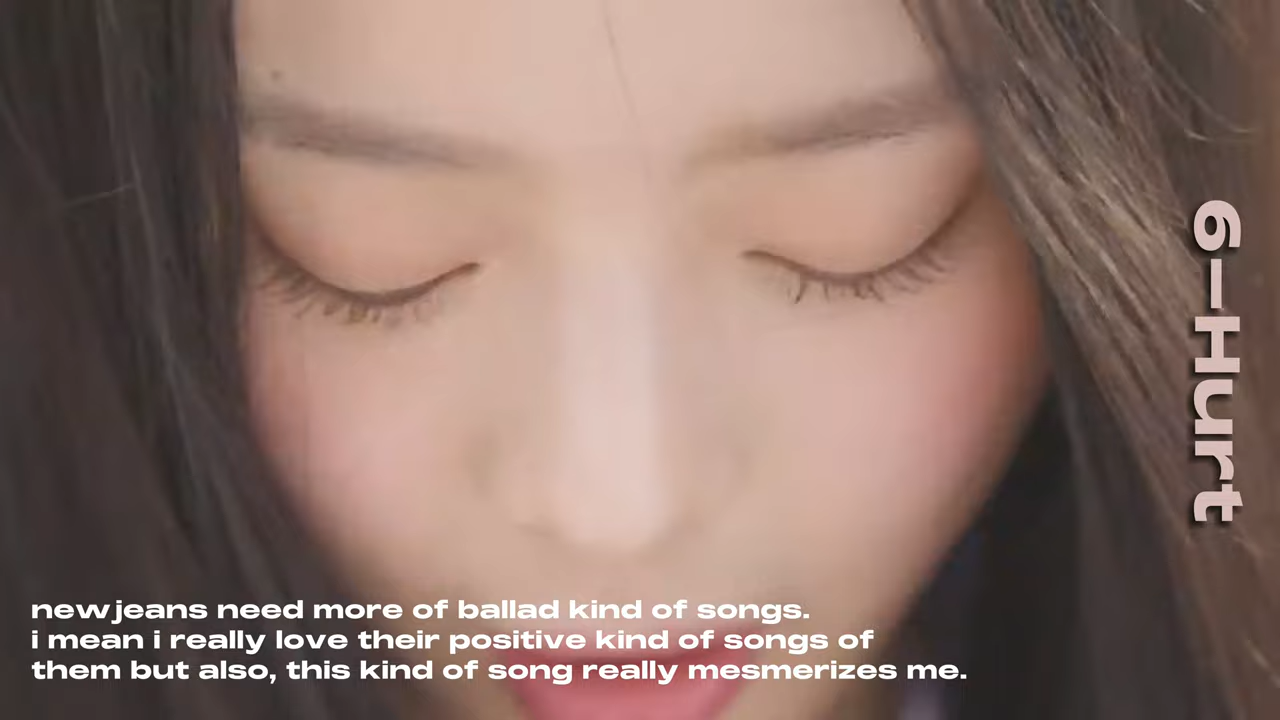 6-Hurt
newjeans need more of ballad kind of songs.
i mean i really love their positive kind of songs of
them but also, this kind of song really mesmerizes me.